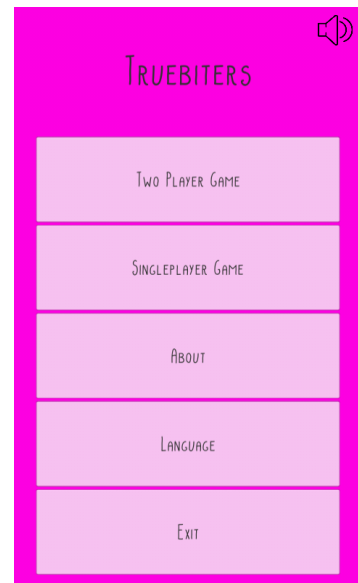 Truebiters
Two Player Game
Singleplayer Game
About
Language
Exit